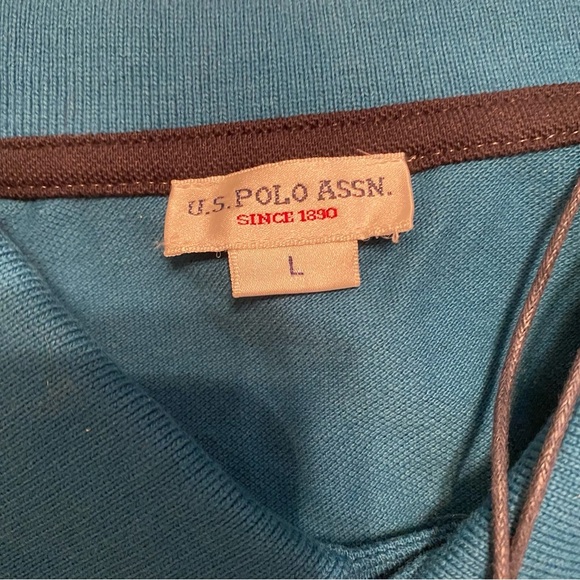 U.S. POLO ASSN.
SINCE 1890
L